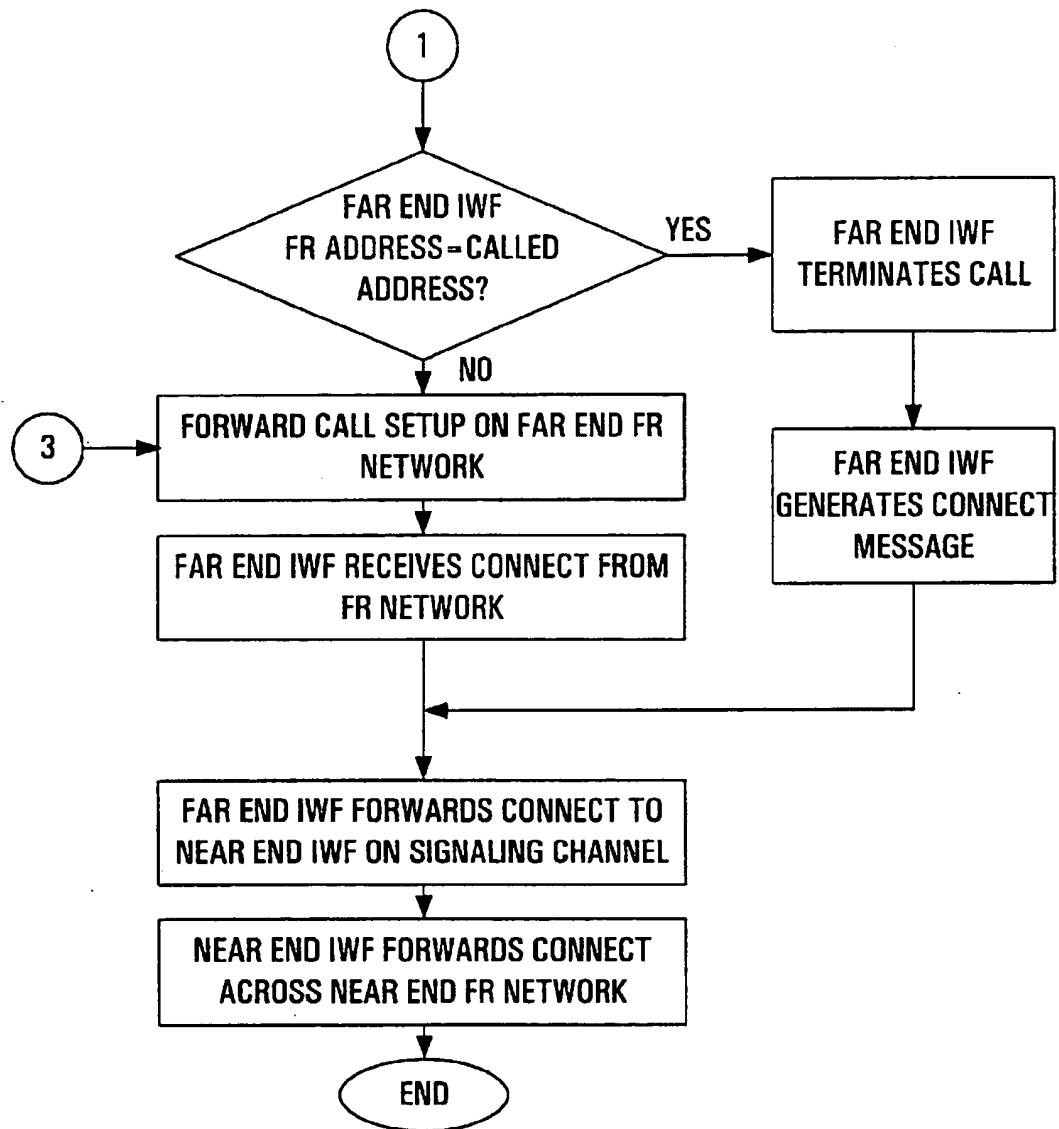 1
FAR END IWF
FR ADDRESS=CALLED
ADDRESS?
YES
FAR END IWF
TERMINATES CALL
NO
3
FORWARD CALL SETUP ON FAR END FR
NETWORK
FAR END IWF
GENERATES CONNECT
MESSAGE
FAR END IWF RECEIVES CONNECT FROM
FR NETWORK
FAR END IWF FORWARDS CONNECT TO
NEAR END IWF ON SIGNALING CHANNEL
NEAR END IWF FORWARDS CONNECT
ACROSS NEAR END FR NETWORK
END